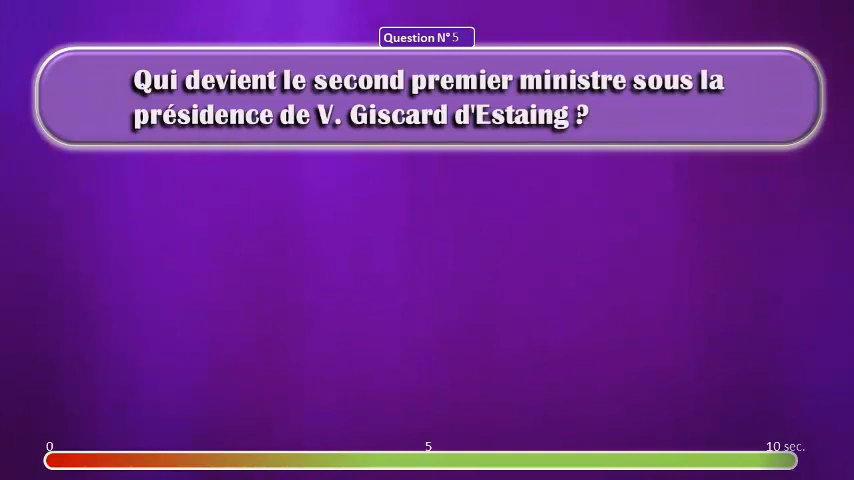 Question N° 5
Qui devient le second premier ministre sous la
présidence de V. Giscard d'Estaing ?
0 5 10 sec.